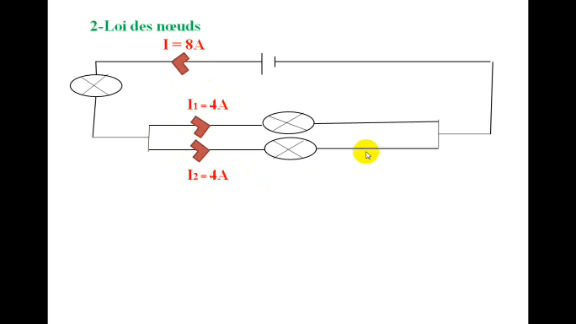 2-Loi des nœuds
I = 8A
I₁ = 4A
I₂ = 4A